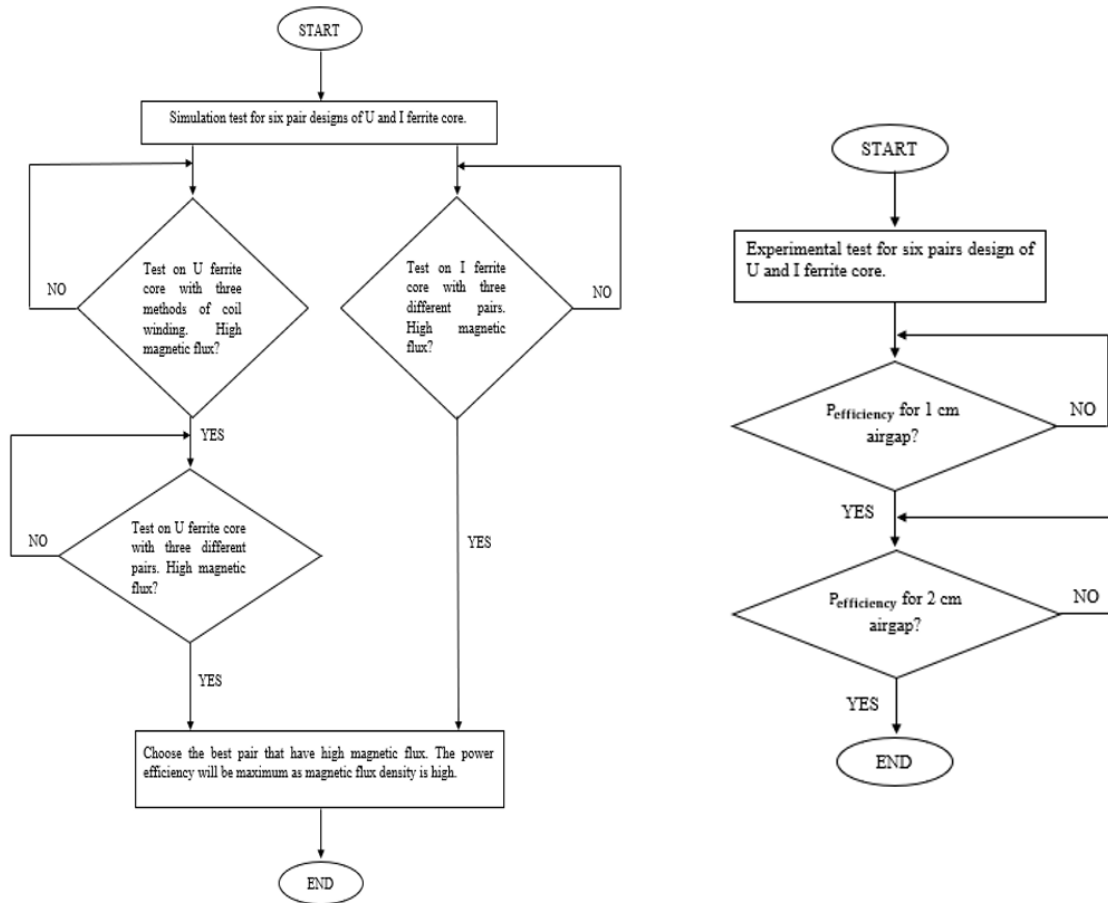 START
Simulation test for six pair designs of U and I ferrite core.
Test on U ferrite
core with three
methods of coil
winding. High
magnetic flux?
NO
Test on I ferrite
core with three
different pairs.
High magnetic
flux?
NO
YES
Test on U ferrite core
with three different
pairs. High magnetic
flux?
NO
YES
YES
Choose the best pair that have high magnetic flux. The power
efficiency will be maximum as magnetic flux density is high.
END
START
Experimental test for six pairs design of
U and I ferrite core.
Pefficiency for 1 cm
airgap?
NO
YES
Pefficiency for 2 cm
airgap?
NO
YES
END